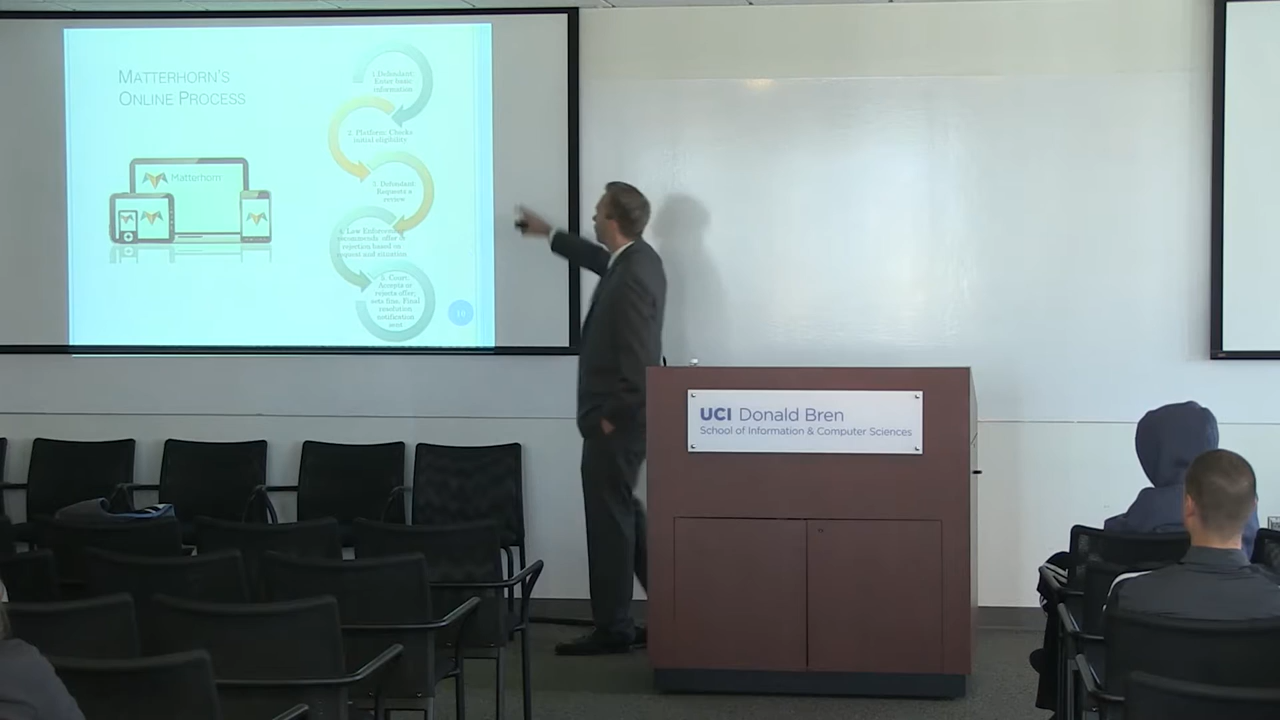 MATTERHORN'S
ONLINE PROCESS
Matterhorn
1. Defendant:
Enter basic
information
2. Platform: Checks
initial eligibility
3. Defendant
Requests a
review
4. Law Enforcement
recommends offer or
rejection based on
request and situation
5. Court:
Accepts or
rejects offer,
sets fine, Final
resolution
notification
sent
10
UCI Donald Bren
School of Information & Computer Sciences